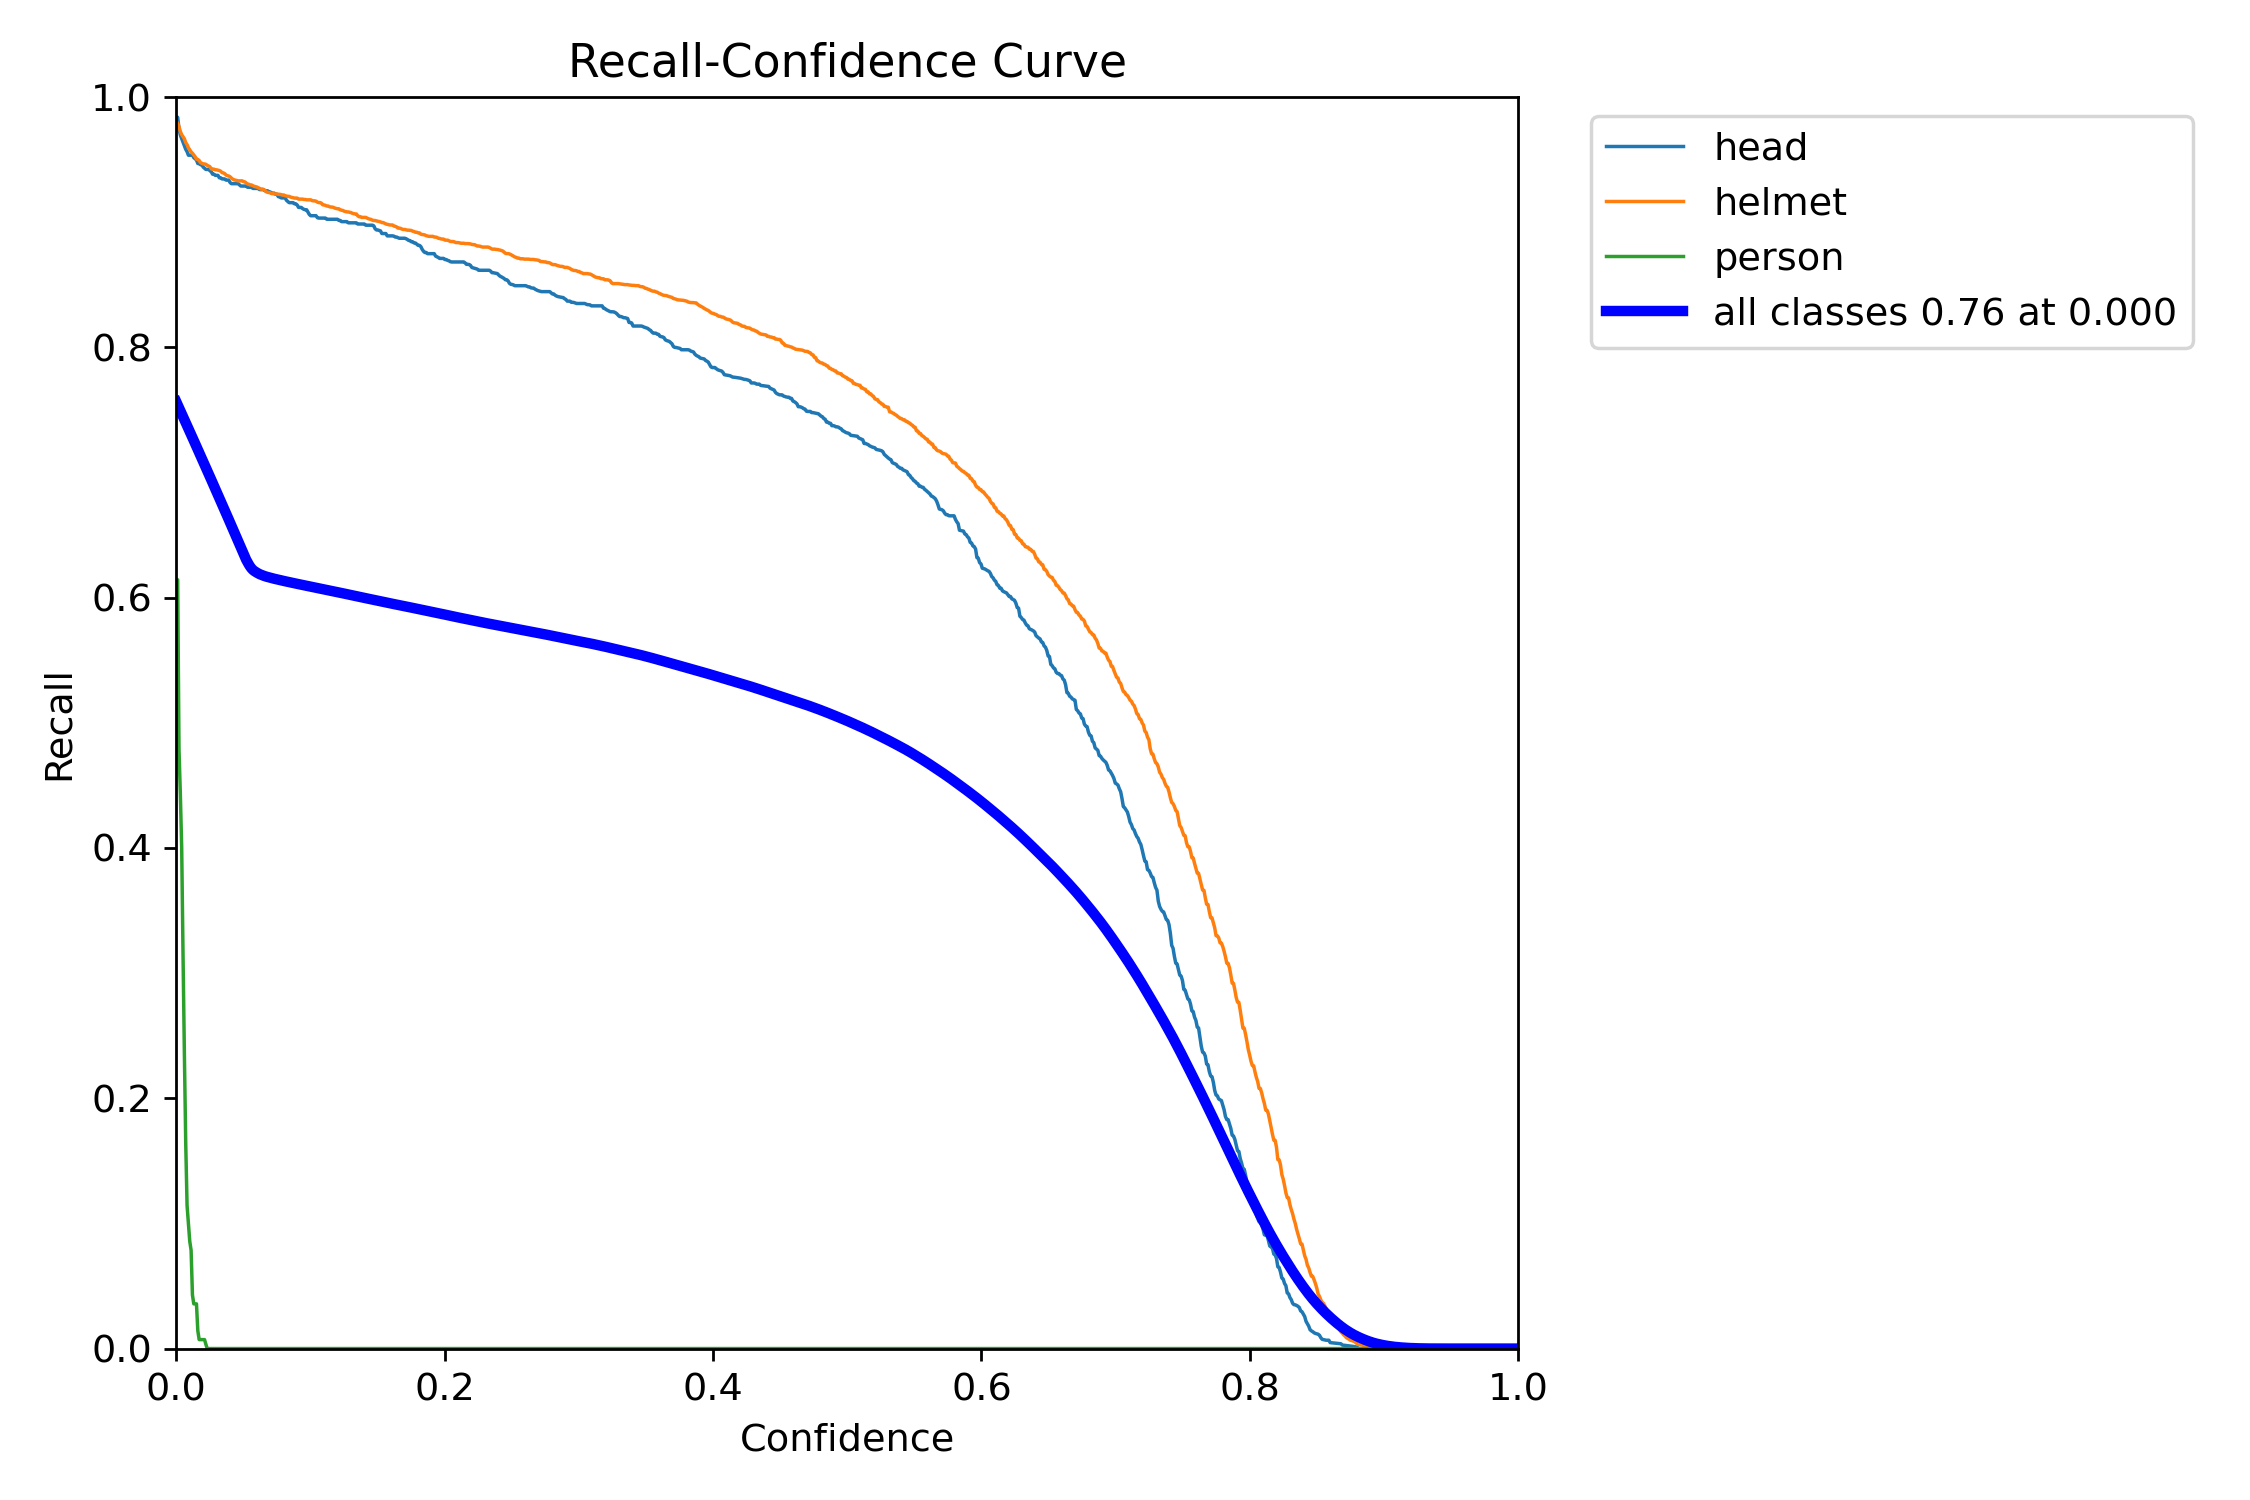 Recall-Confidence Curve
1.0
0.8
0.6
0.4
0.2
0.0
Recall
0.0 0.2 0.4 0.6 0.8 1.0
Confidence
head
helmet
person
all classes 0.76 at 0.000